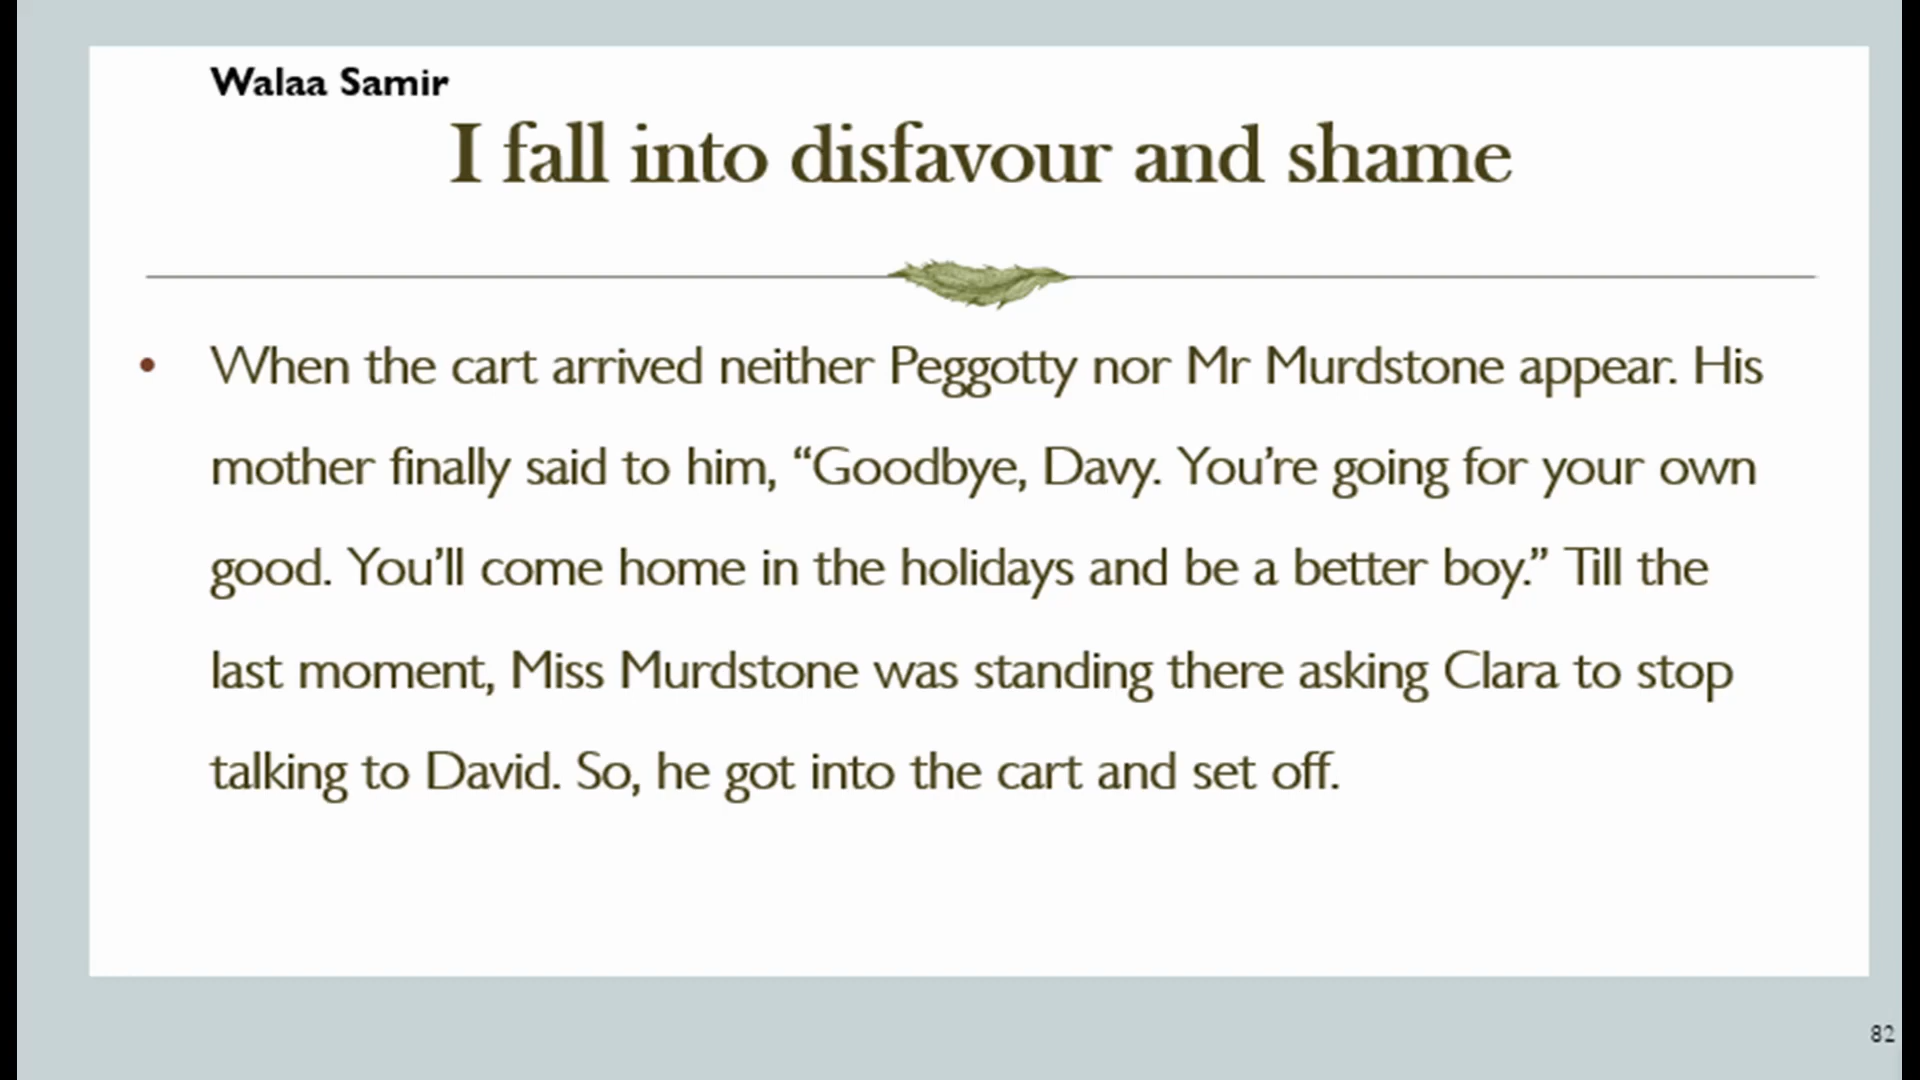 Walaa Samir
I fall into disfavour and shame
• When the cart arrived neither Peggotty nor Mr Murdstone appear. His
mother finally said to him, “Goodbye, Davy. You’re going for your own
good. You’ll come home in the holidays and be a better boy.” Till the
last moment, Miss Murdstone was standing there asking Clara to stop
talking to David. So, he got into the cart and set off.
82